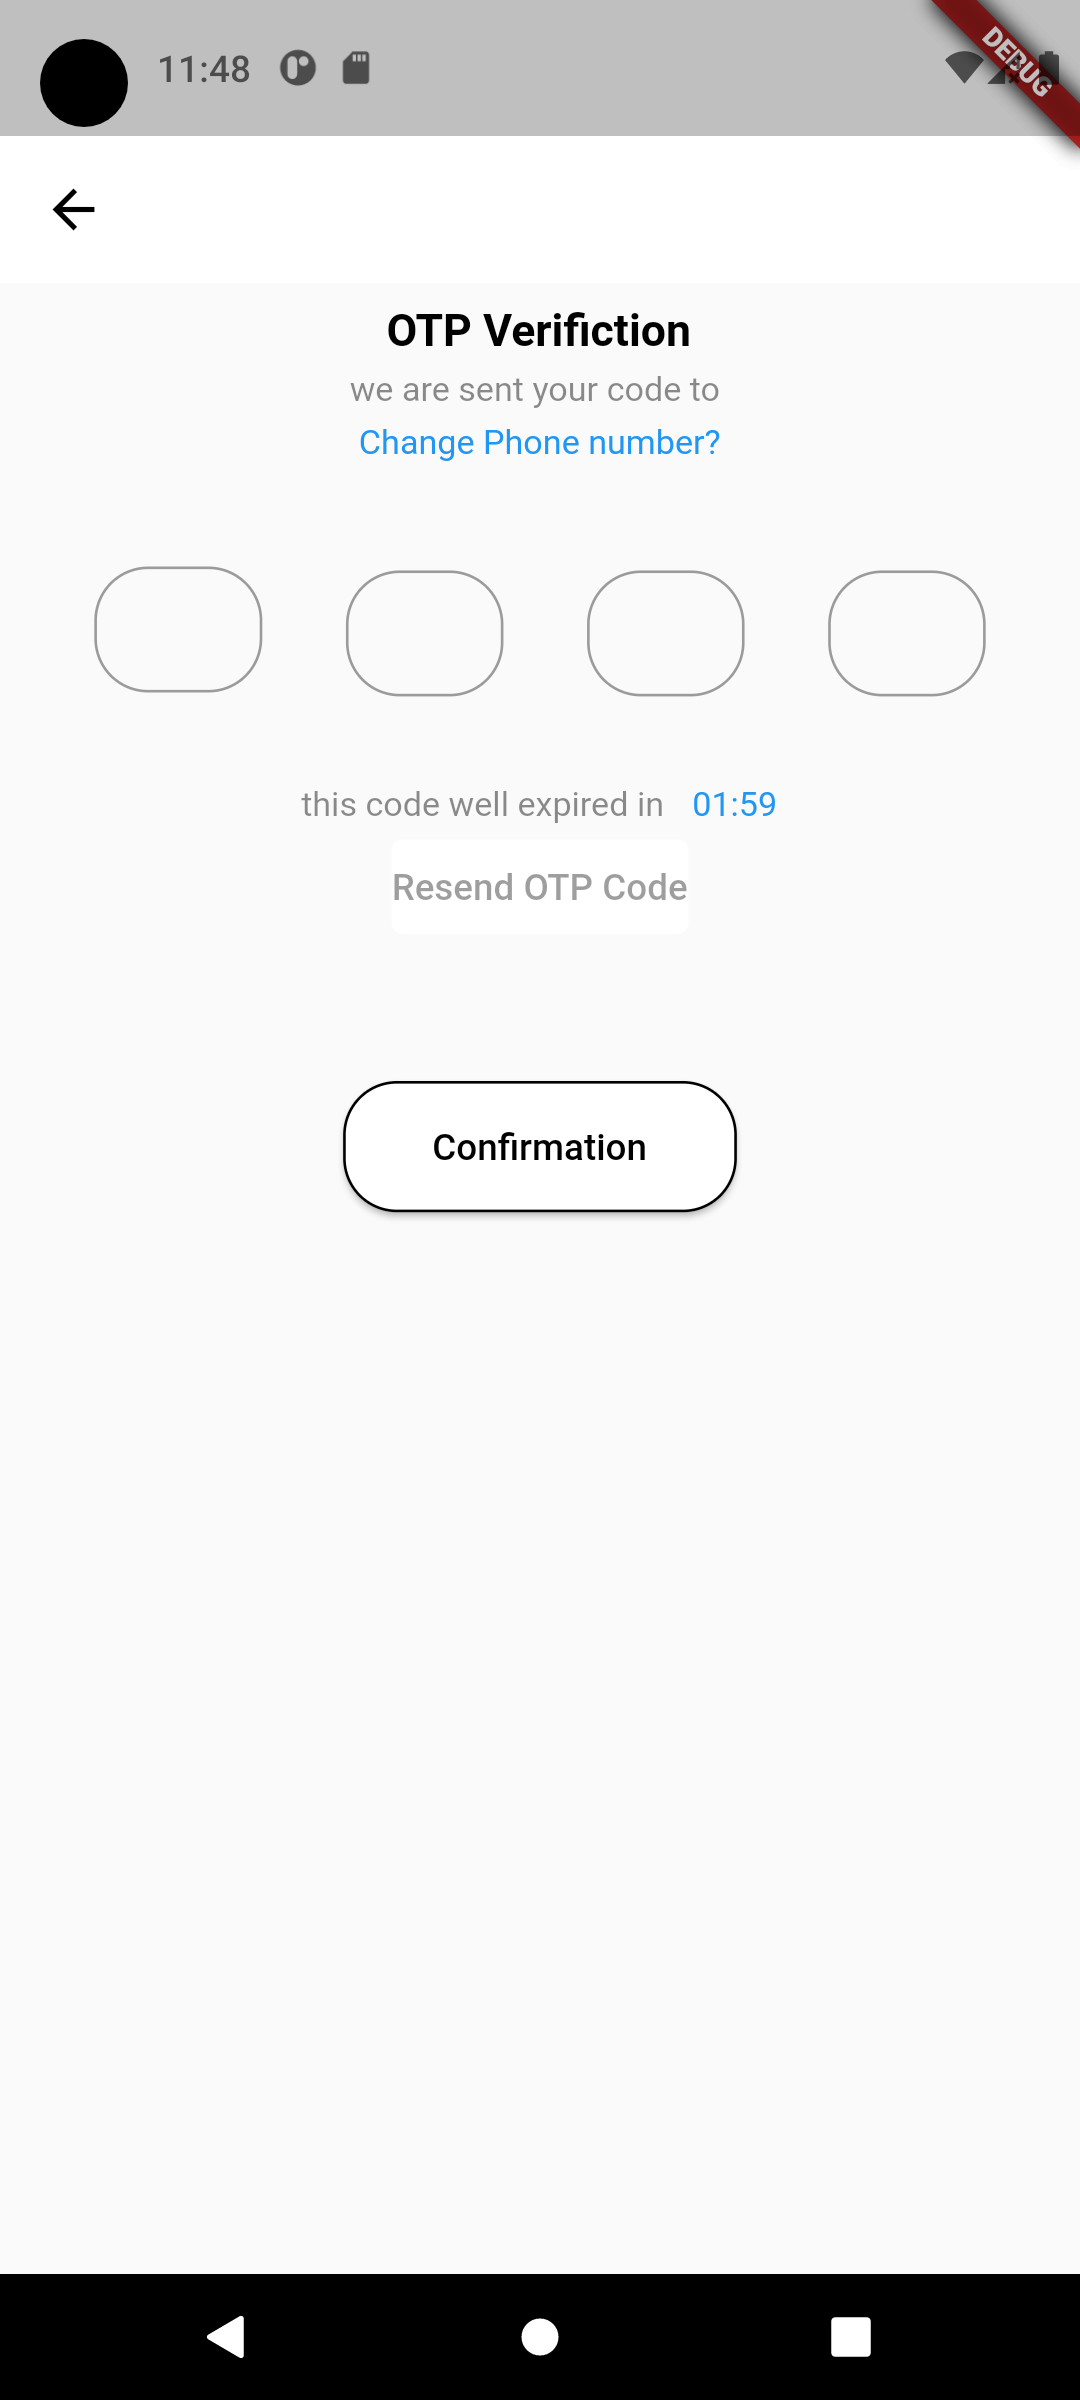 11:48
DEBUG
OTP Verifiction
we are sent your code to
Change Phone number?
this code well expired in 01:59
Resend OTP Code
Confirmation